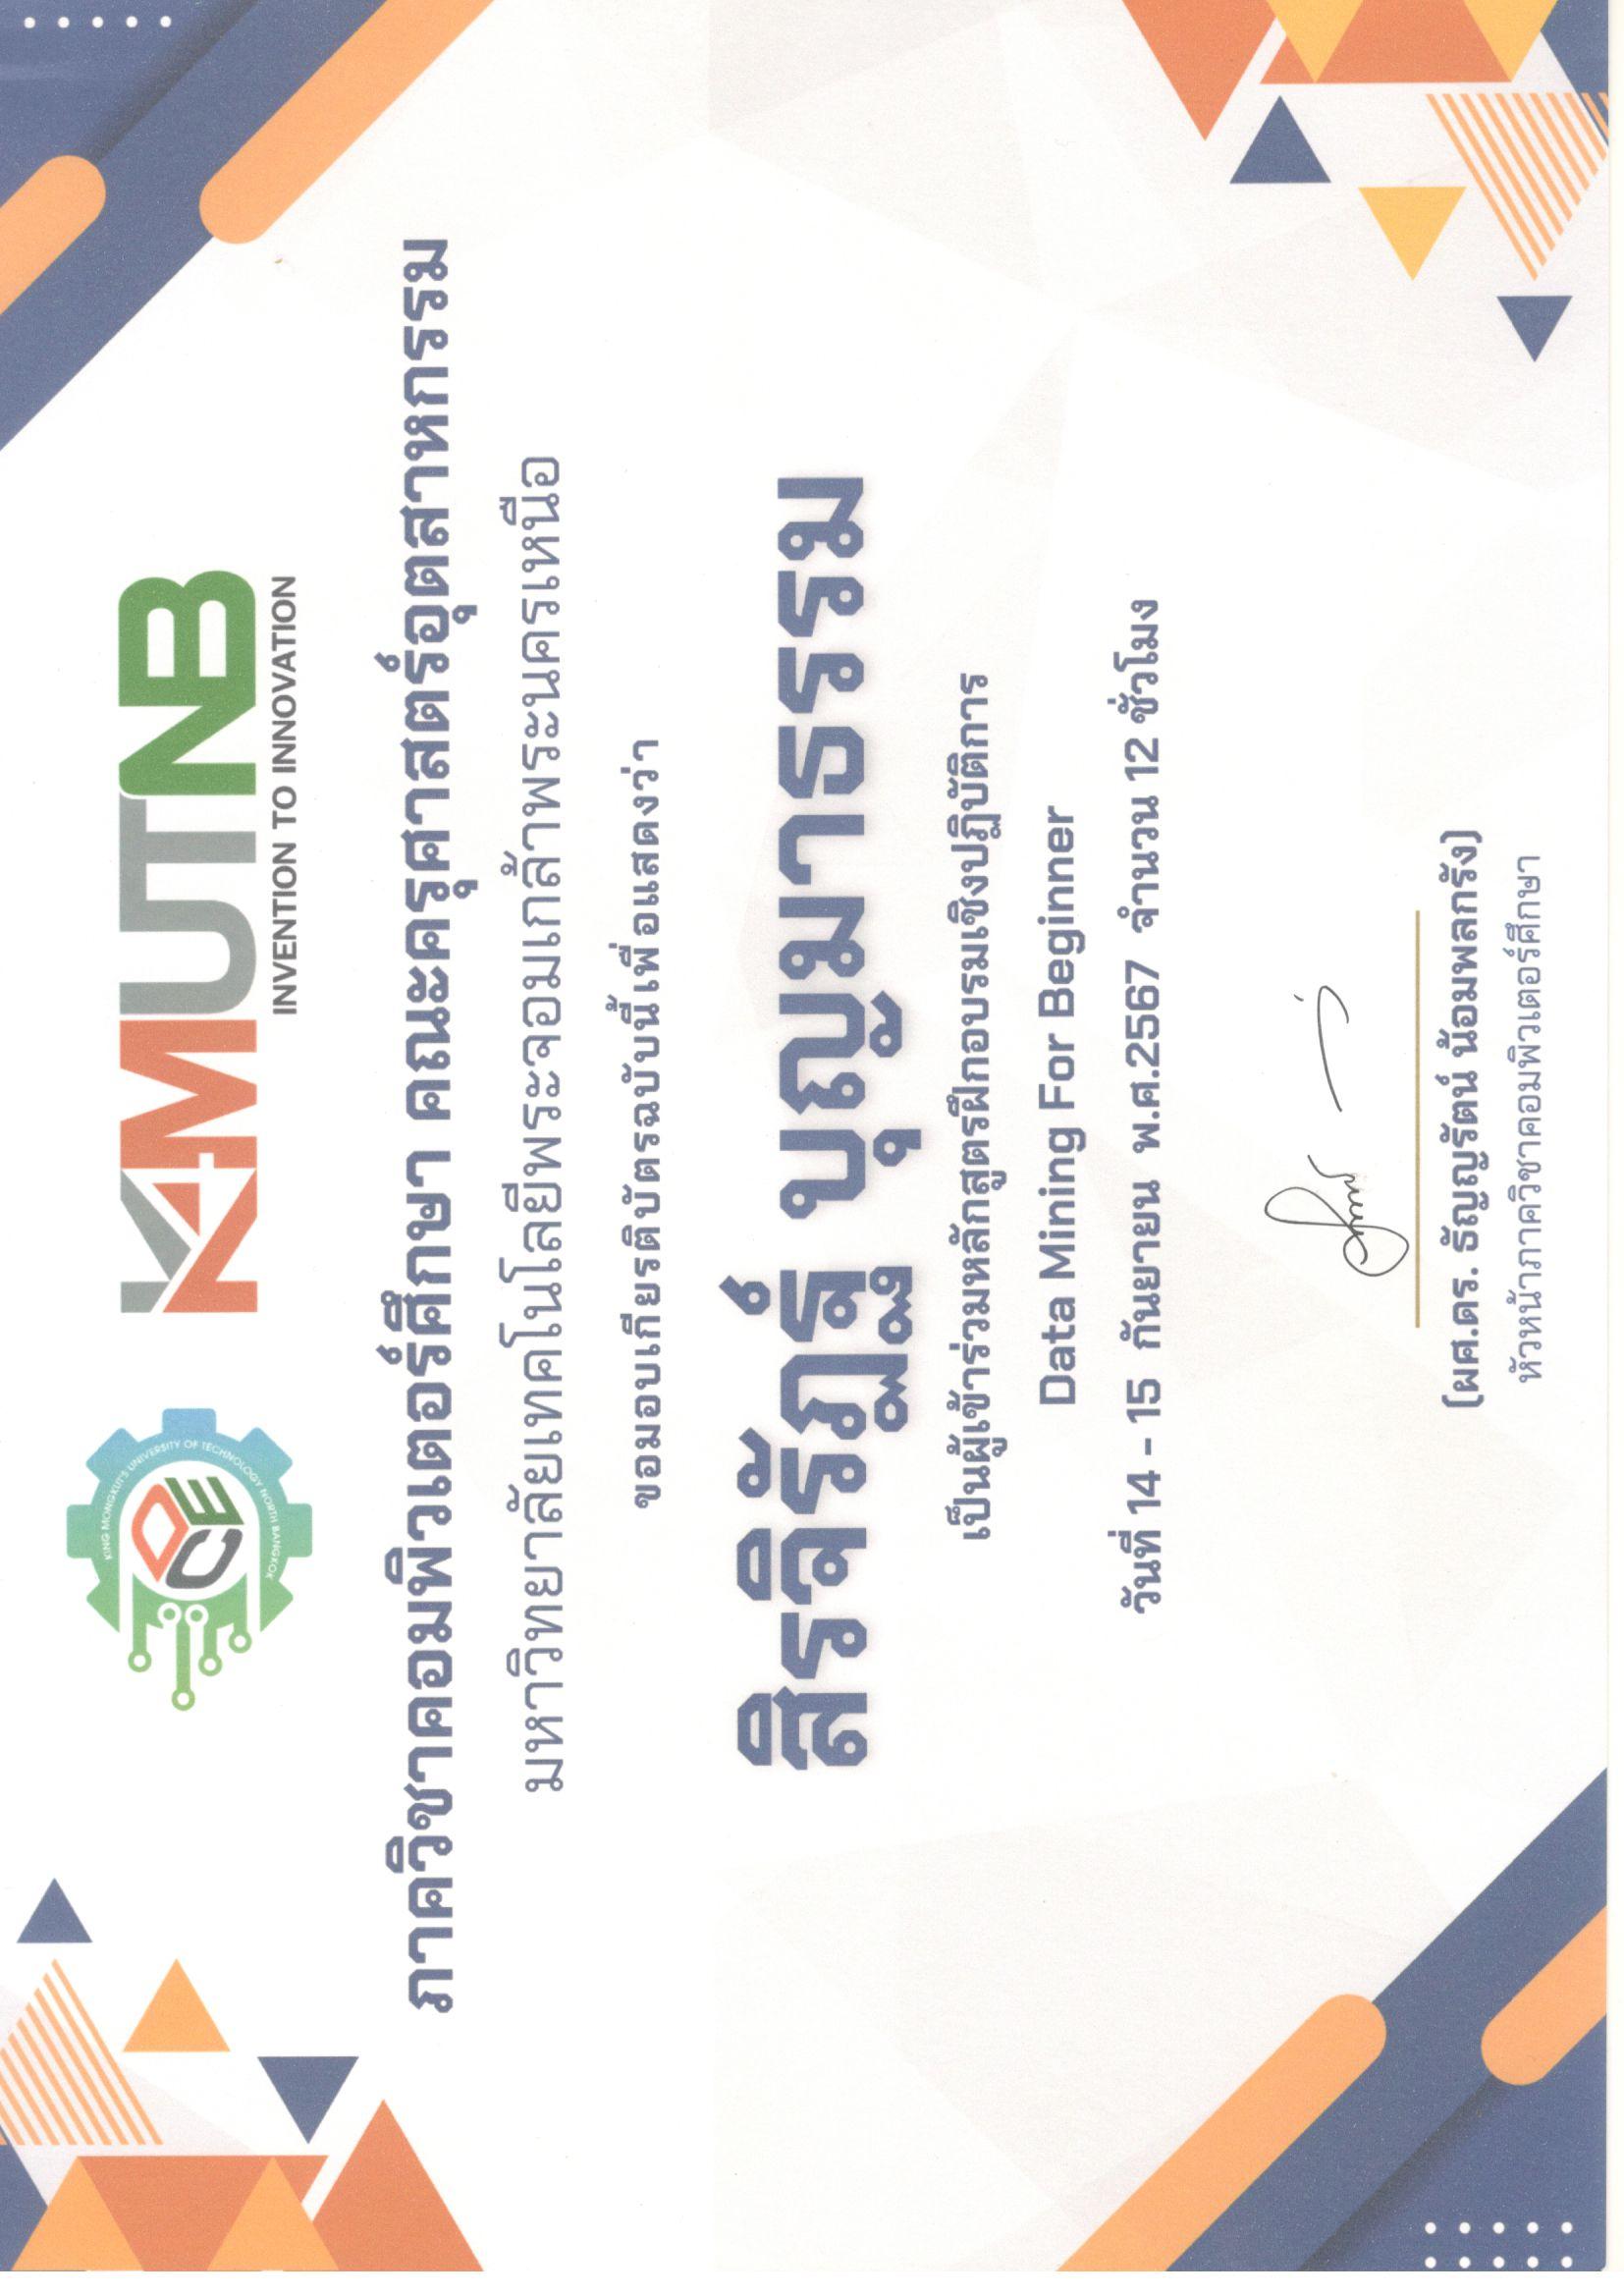 KING MONGKUT'S UNIVERSITY OF TECHNOLOGY NORTH BANGKOK
DCE
KMUTNB
INVENTION TO INNOVATION
ภาควิชาคอมพิวเตอร์ศึกษา คณะครุศาสตร์อุตสาหกรรม
มหาวิทยาลัยเทคโนโลยีพระจอมเกล้าพระนครเหนือ
ขอมอบเกียรติบัตรฉบับนี้เพื่อแสดงว่า
สิรจิรัฏฐ์ บุญมาธรรม
เป็นผู้เข้าร่วมหลักสูตรฝึกอบรมเชิงปฏิบัติการ
Data Mining For Beginner
วันที่ 14 - 15 กันยายน พ.ศ.2567 จำนวน 12 ชั่วโมง
(ผศ.ดร. ธัญญรัตน์ น้อมพลกรัง)
หัวหน้าภาควิชาคอมพิวเตอร์ศึกษา